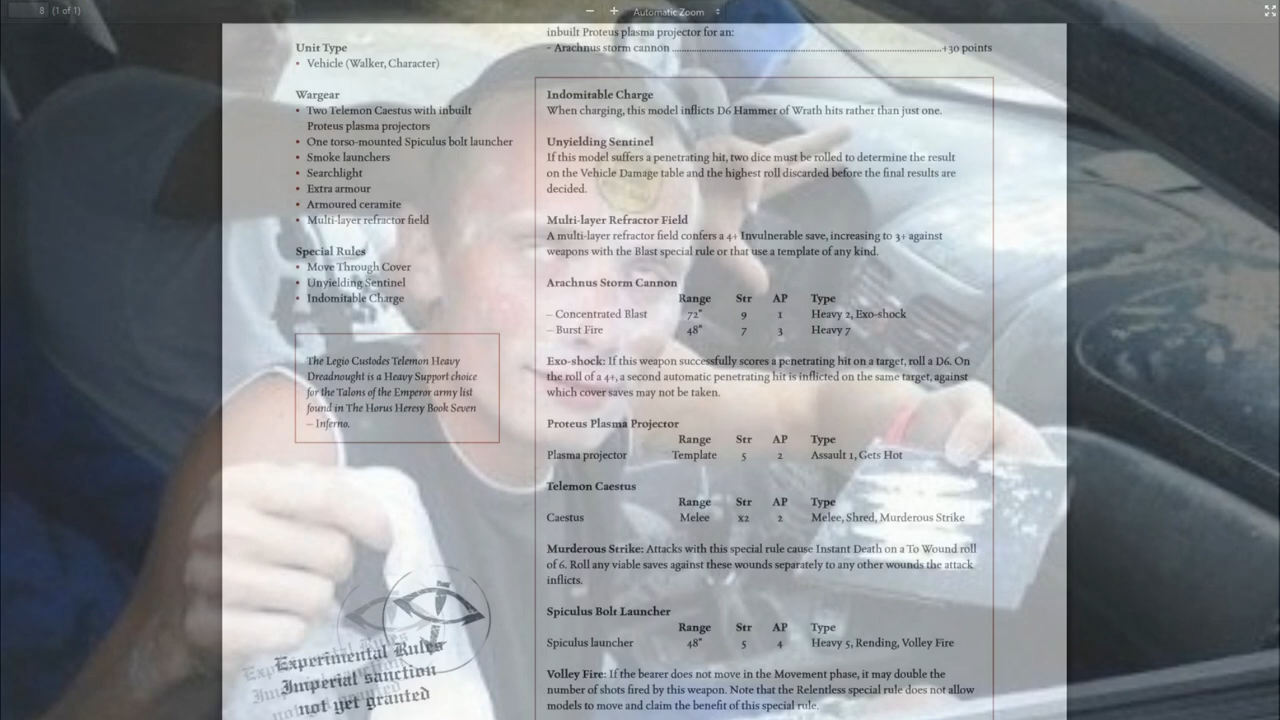 8 (1 of 1)
Automatic Zoom
Unit Type
• Vehicle (Walker, Character)
Wargear
• Two Telemon Caestus with inbuilt
Proteus plasma projectors
• One torso-mounted Spiculus bolt launcher
• Smoke launchers
• Searchlight
• Extra armour
• Armoured ceramite
• Multi-layer refractor field
Special Rules
• Move Through Cover
• Unyielding Sentinel
• Indomitable Charge
The Legio Custodes Telemon Heavy
Dreadnought is a Heavy Support choice
for the Talons of the Emperor army list
found in The Horus Heresy Book Seven
– Inferno.
Experimental Rules
Imperial sanction
not yet granted
inbuilt Proteus plasma projector for an:
- Arachnus storm cannon ........ +30 points
Indomitable Charge
When charging, this model inflicts D6 Hammer of Wrath hits rather than just one.
Unyielding Sentinel
If this model suffers a penetrating hit, two dice must be rolled to determine the result
on the Vehicle Damage table and the highest roll discarded before the final results are
decided.
Multi-layer Refractor Field
A multi-layer refractor field confers a 4+ Invulnerable save, increasing to 3+ against
weapons with the Blast special rule or that use a template of any kind.
Arachnus Storm Cannon
Range Str AP Type
– Concentrated Blast 72" 9 1 Heavy 2, Exo-shock
– Burst Fire 48" 7 3 Heavy 7
Exo-shock: If this weapon successfully scores a penetrating hit on a target, roll a D6. On
the roll of a 4+, a second automatic penetrating hit is inflicted on the same target, against
which cover saves may not be taken.
Proteus Plasma Projector
Range Str AP Type
Plasma projector Template 5 2 Assault 1, Gets Hot
Telemon Caestus
Range Str AP Type
Caestus Melee x2 2 Melee, Shred, Murderous Strike
Murderous Strike: Attacks with this special rule cause Instant Death on a To Wound roll
of 6. Roll any viable saves against these wounds separately to any other wounds the attack
inflicts.
Spiculus Bolt Launcher
Range Str AP Type
Spiculus launcher 48" 5 4 Heavy 5, Rending, Volley Fire
Volley Fire: If the bearer does not move in the Movement phase, it may double the
number of shots fired by this weapon. Note that the Relentless special rule does not allow
models to move and claim the benefit of this special rule.